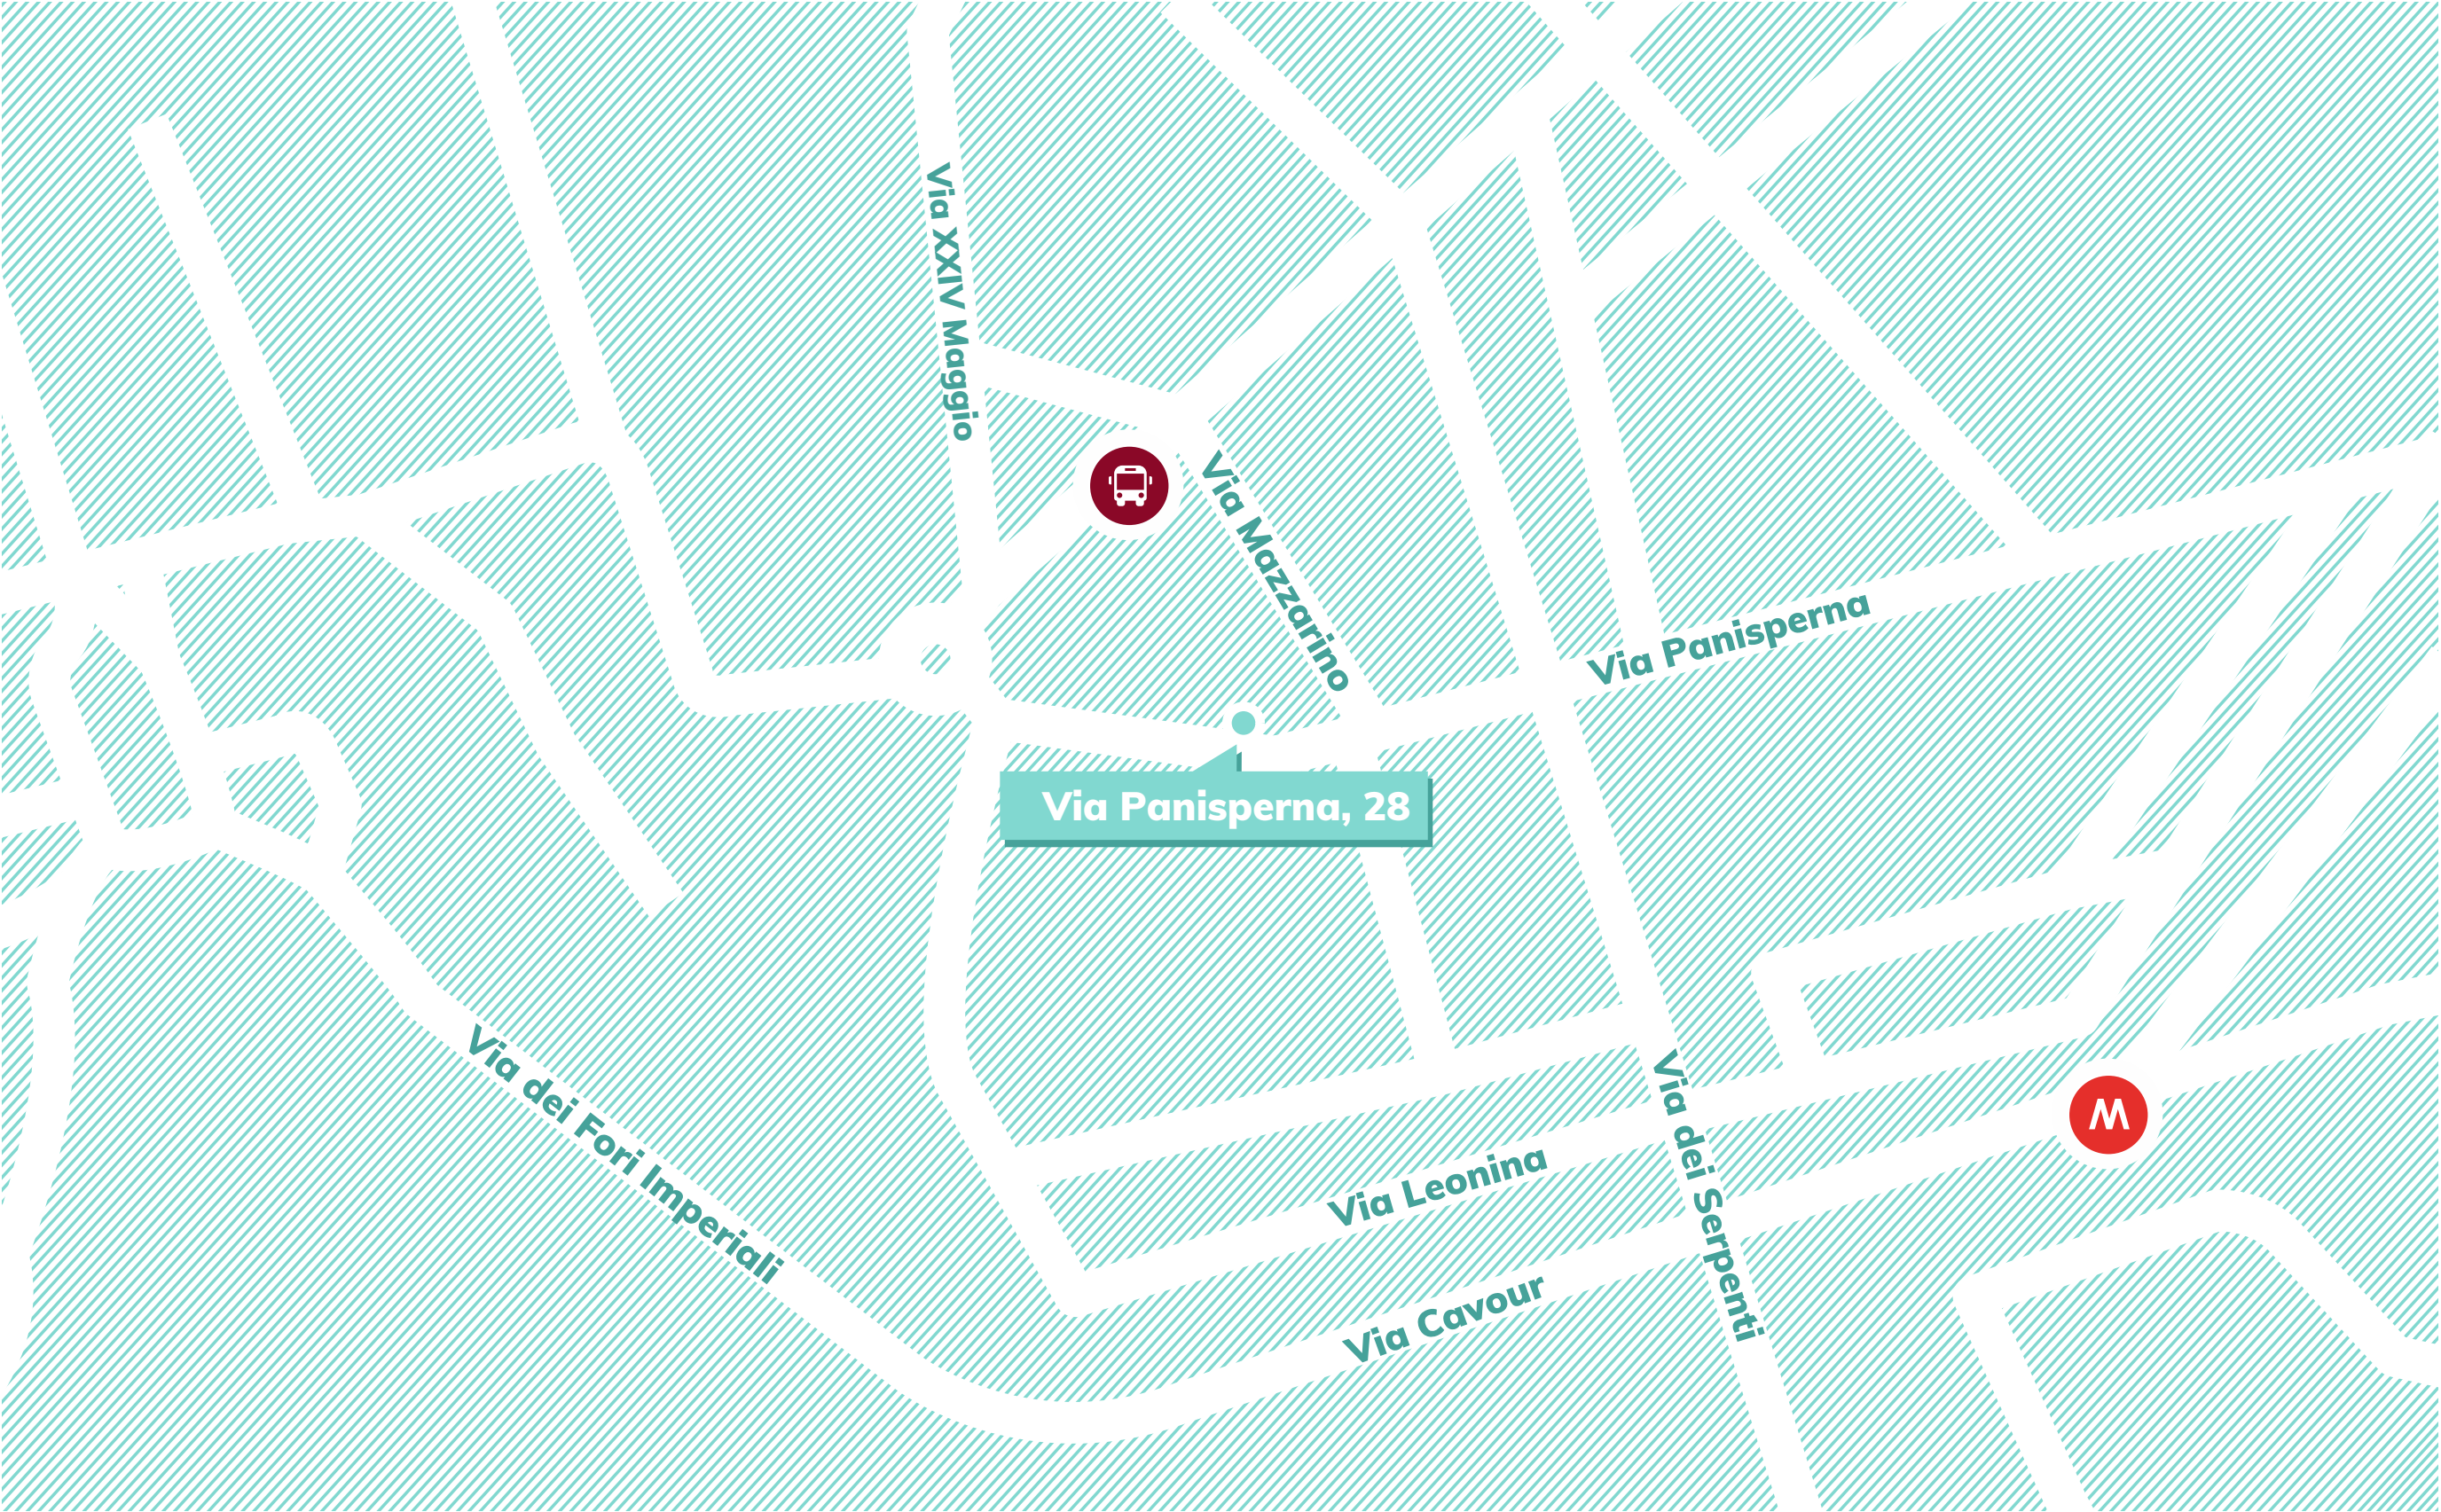 Via XXIV Maggio
Via Mazzarino
Via Panisperna
Via Panisperna, 28
Via dei Fori Imperiali
Via Leonina
Via dei Serpenti
Via Cavour
M